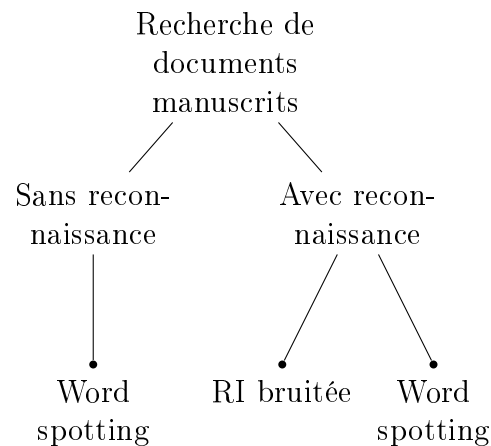 Recherche de
documents
manuscrits
Sans recon-
naissance
Avec recon-
naissance
Word
spotting
RI bruitée
Word
spotting